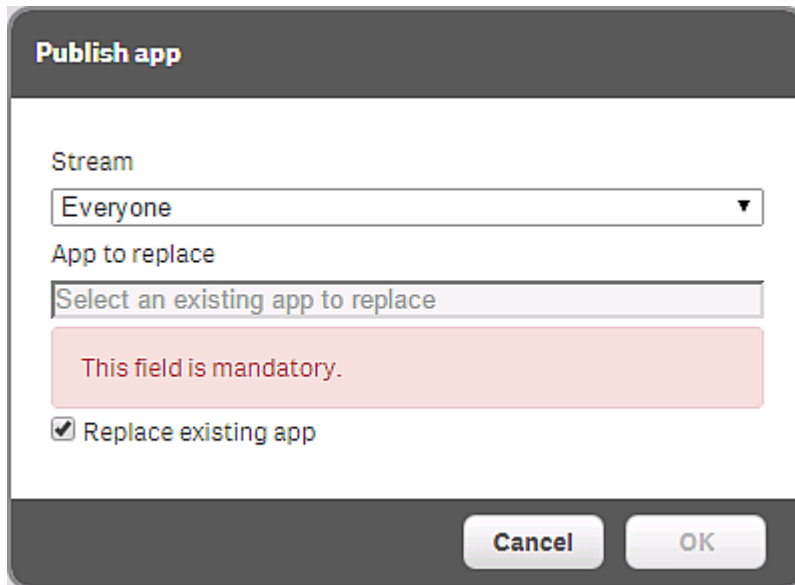 Publish app
Stream
Everyone
App to replace
Select an existing app to replace
This field is mandatory.
Replace existing app
Cancel OK